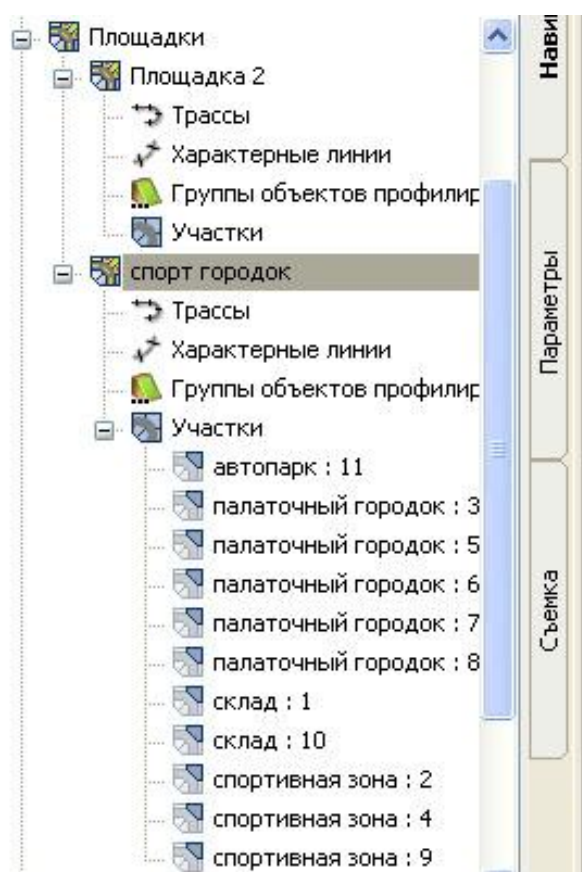 Площадки
Площадка 2
Трассы
Характерные линии
Группы объектов профилир
Участки
спорт городок
Трассы
Характерные линии
Группы объектов профилир
Участки
автопарк : 11
палаточный городок : 3
палаточный городок : 5
палаточный городок : 6
палаточный городок : 7
палаточный городок : 8
склад : 1
склад : 10
спортивная зона : 2
спортивная зона : 4
спортивная зона : 9
Нави
Параметры
Съемка